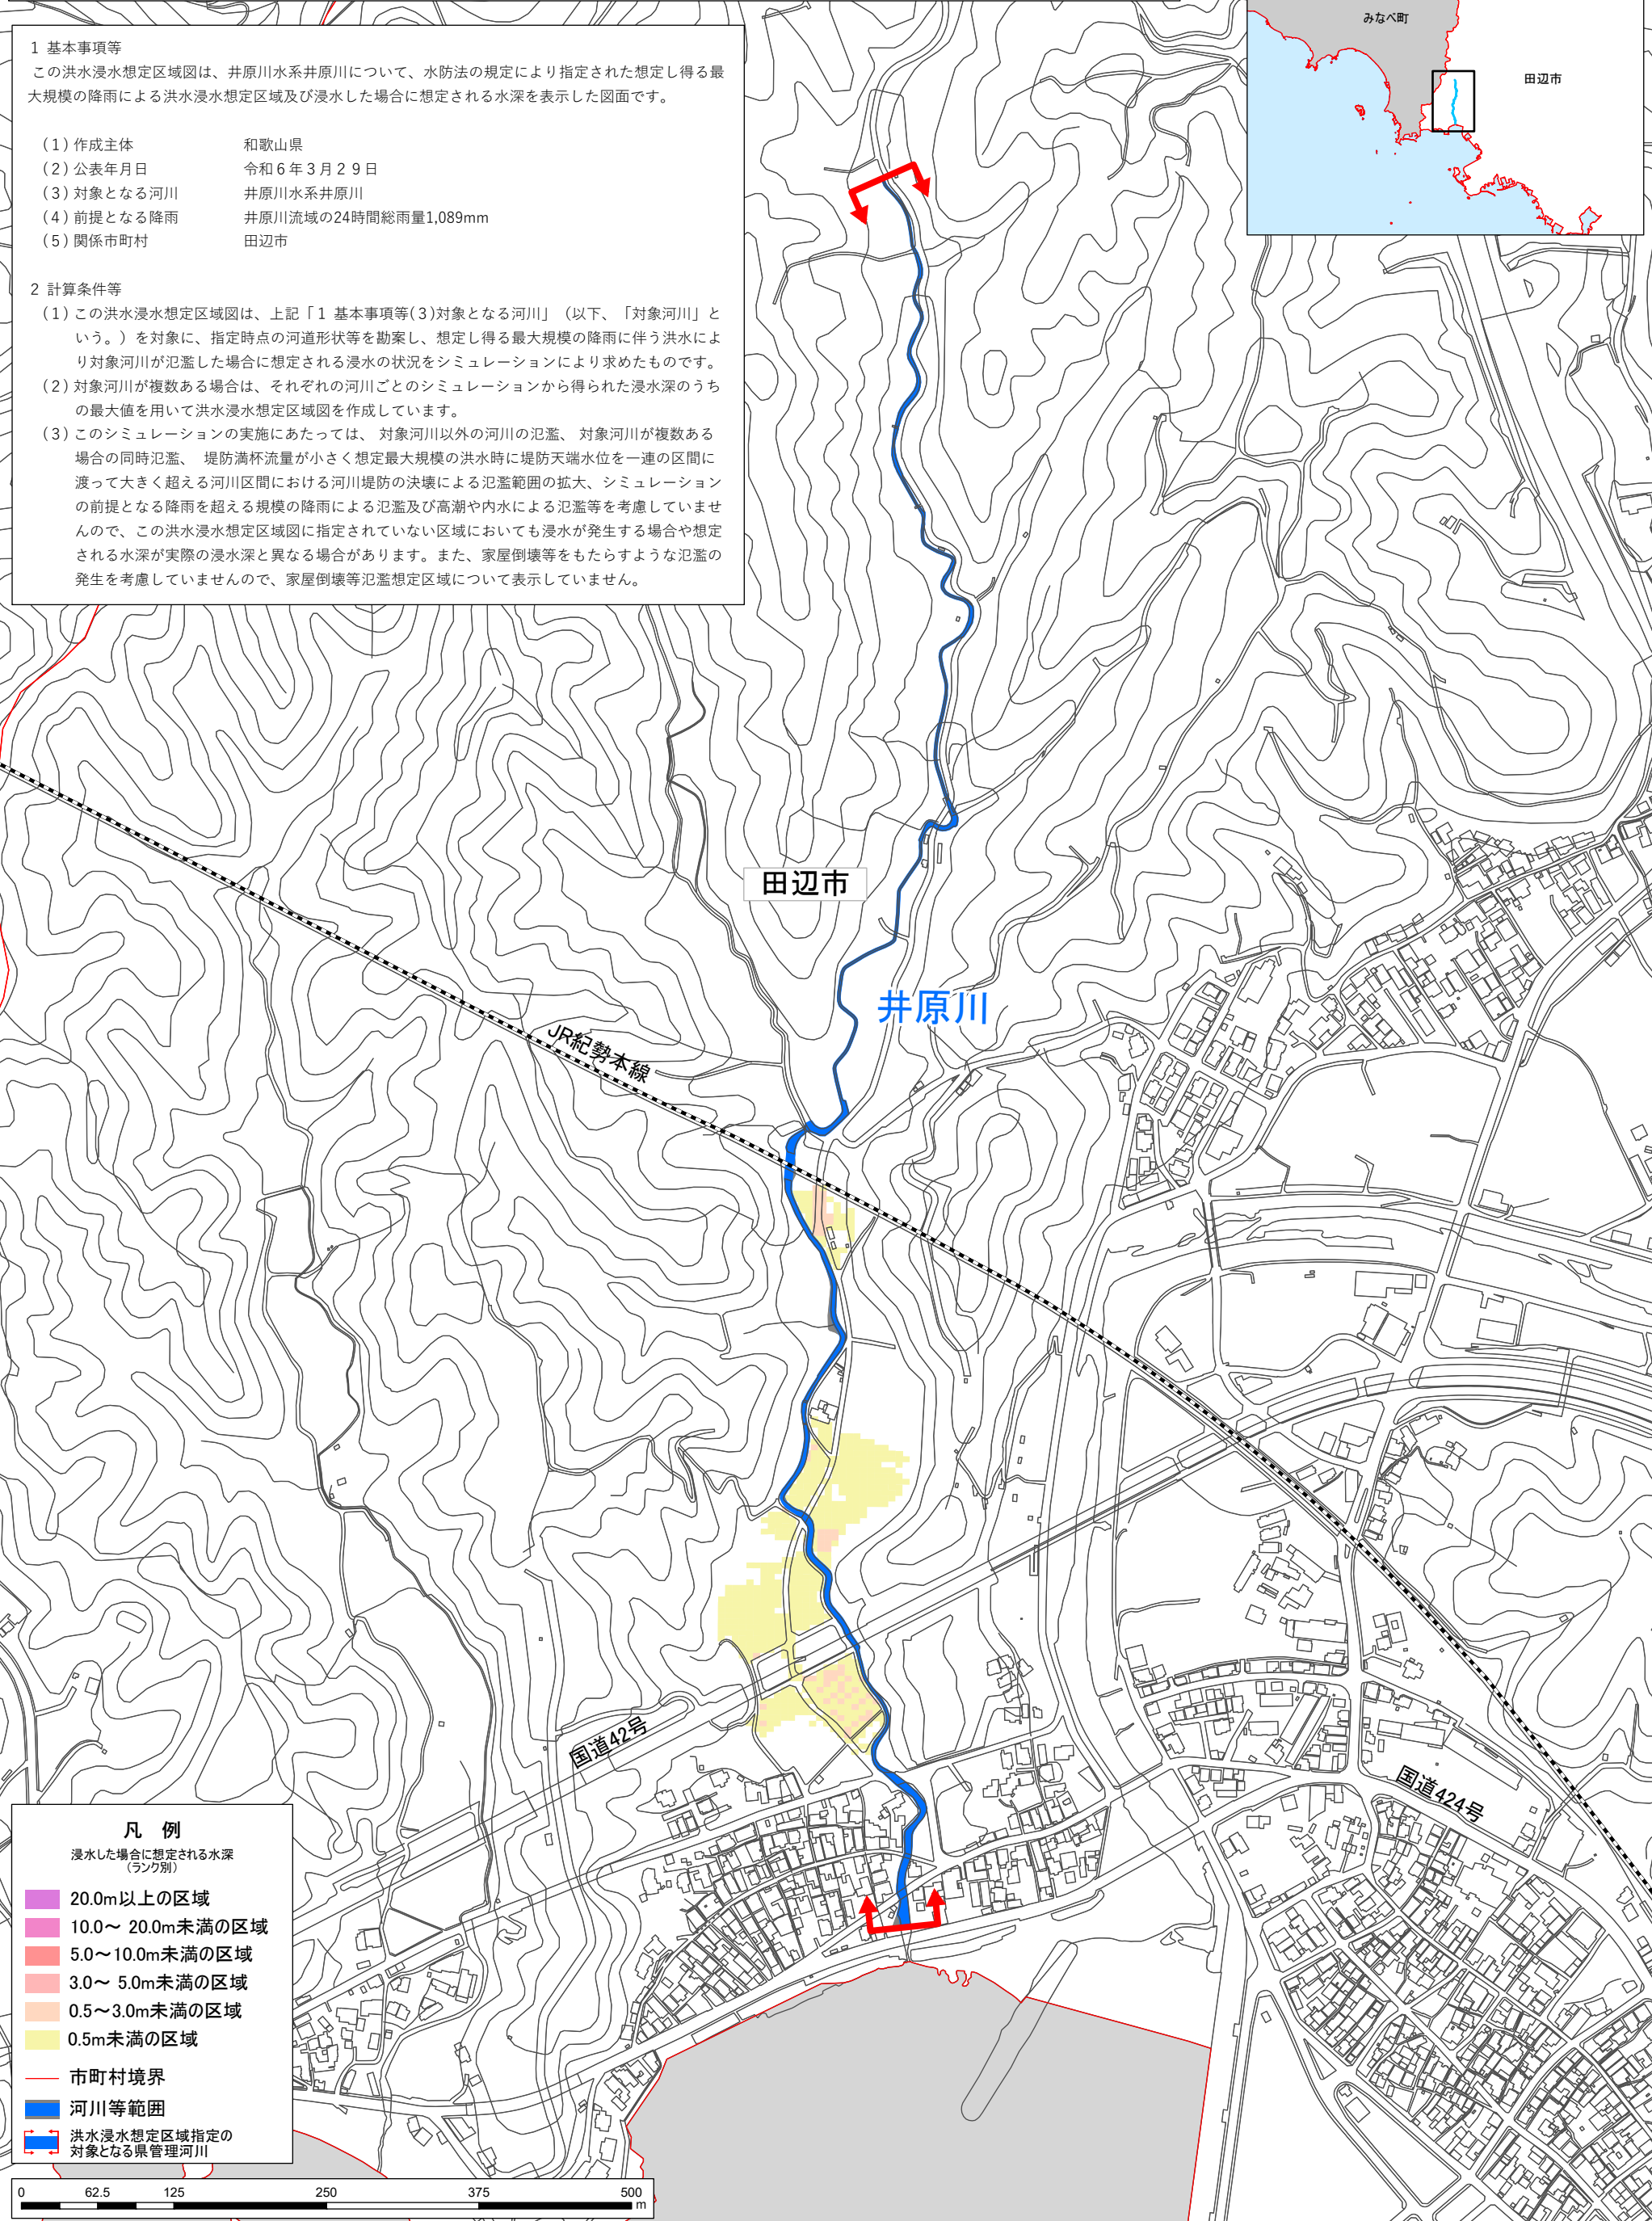 1 基本事項等
この洪水浸水想定区域図は、井原川水系井原川について、水防法の規定により指定された想定し得る最
大規模の降雨による洪水浸水想定区域及び浸水した場合に想定される水深を表示した図面です。
(1)作成主体 和歌山県
(2)公表年月日 令和６年３月２９日
(3)対象となる河川 井原川水系井原川
(4)前提となる降雨 井原川流域の24時間総雨量1,089mm
(5)関係市町村 田辺市
2 計算条件等
(1)この洪水浸水想定区域図は、上記「1 基本事項等(3)対象となる河川」（以下、「対象河川」と
いう。）を対象に、指定時点の河道形状等を勘案し、想定し得る最大規模の降雨に伴う洪水によ
り対象河川が氾濫した場合に想定される浸水の状況をシミュレーションにより求めたものです。
(2)対象河川が複数ある場合は、それぞれの河川ごとのシミュレーションから得られた浸水深のうち
の最大値を用いて洪水浸水想定区域図を作成しています。
(3)このシミュレーションの実施にあたっては、 対象河川以外の河川の氾濫、 対象河川が複数ある
場合の同時氾濫、 堤防満杯流量が小さく想定最大規模の洪水時に堤防天端水位を一連の区間に
渡って大きく超える河川区間における河川堤防の決壊による氾濫範囲の拡大、シミュレーション
の前提となる降雨を超える規模の降雨による氾濫及び高潮や内水による氾濫等を考慮していませ
んので、この洪水浸水想定区域図に指定されていない区域においても浸水が発生する場合や想定
される水深が実際の浸水深と異なる場合があります。また、家屋倒壊等をもたらすような氾濫の
発生を考慮していませんので、家屋倒壊等氾濫想定区域について表示していません。
みなべ町
田辺市
田辺市
井原川
JR紀勢本線
国道42号
国道424号
凡 例
浸水した場合に想定される水深
（ランク別）
20.0m以上の区域
10.0～ 20.0m未満の区域
5.0～10.0m未満の区域
3.0～ 5.0m未満の区域
0.5～3.0m未満の区域
0.5m未満の区域
市町村境界
河川等範囲
洪水浸水想定区域指定の
対象となる県管理河川
0 62.5 125 250 375 500
m